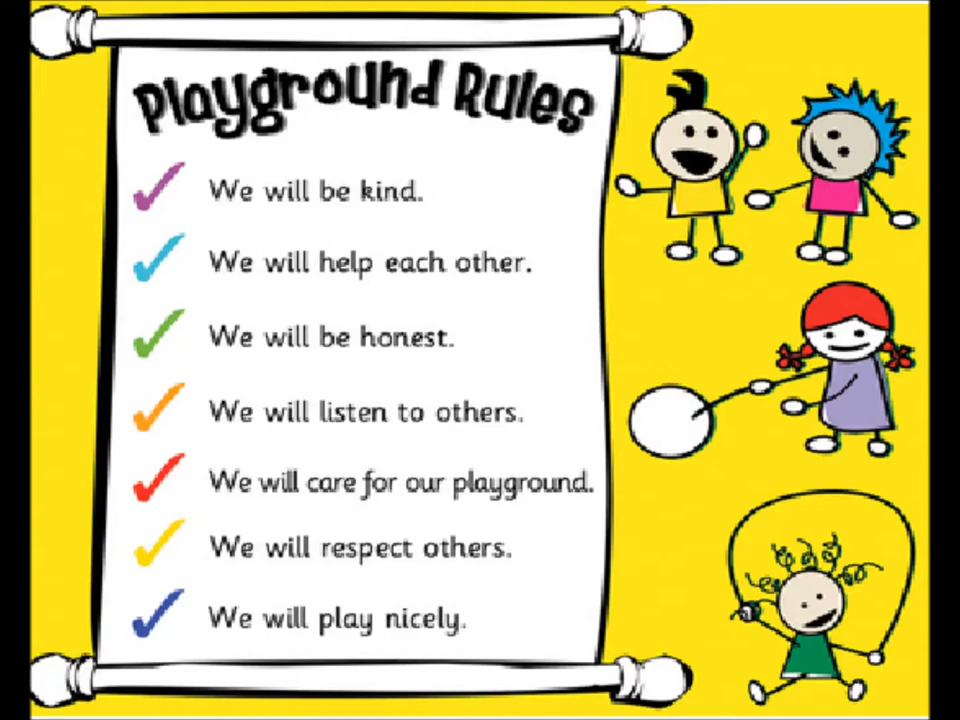 Playground Rules
We will be kind.
We will help each other.
We will be honest.
We will listen to others.
We will care for our playground.
We will respect others.
We will play nicely.